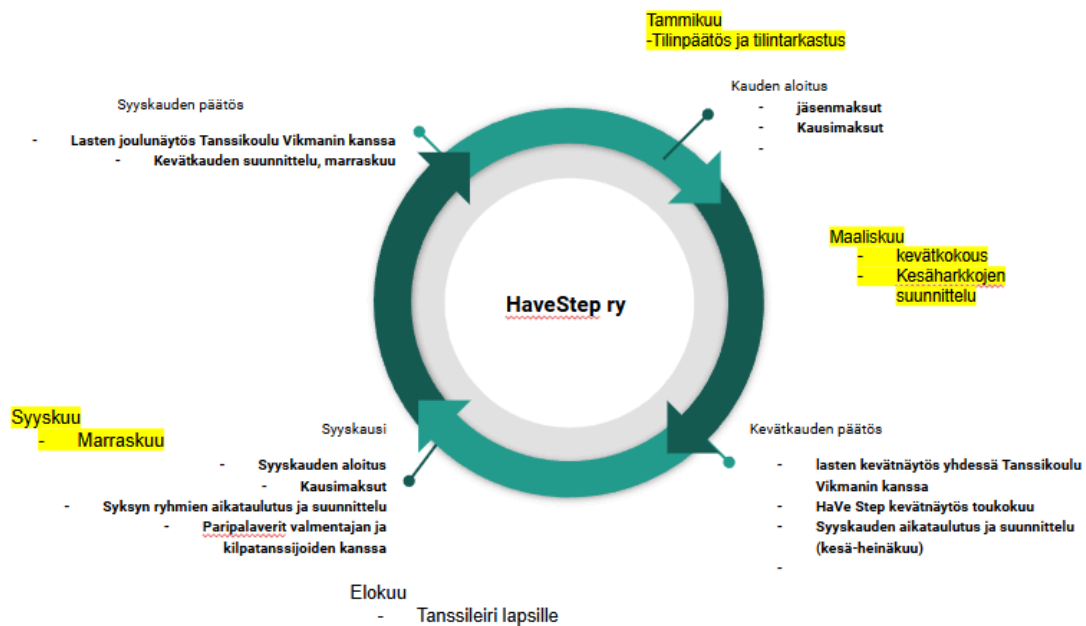 Tammikuu
-Tilinpäätös ja tilintarkastus
Kauden aloitus
- jäsenmaksut
- Kausimaksut
-
Syyskauden päätös
- Lasten joulunäytös Tanssikoulu Vikmanin kanssa
- Kevätkauden suunnittelu, marraskuu
Maaliskuu
- kevätkokous
- Kesäharkkojen
suunnittelu
HaveStep ry
Syyskuu
- Marraskuu
Syyskausi
- Syyskauden aloitus
- Kausimaksut
- Syksyn ryhmien aikataulutus ja suunnittelu
- Paripalaverit valmentajan ja
kilpatanssijoiden kanssa
Kevätkauden päätös
- lasten kevätnäytös yhdessä Tanssikoulu
Vikmanin kanssa
- HaVe Step kevätnäytös toukokuu
- Syyskauden aikataulutus ja suunnittelu
(kesä-heinäkuu)
-
Elokuu
- Tanssileiri lapsille